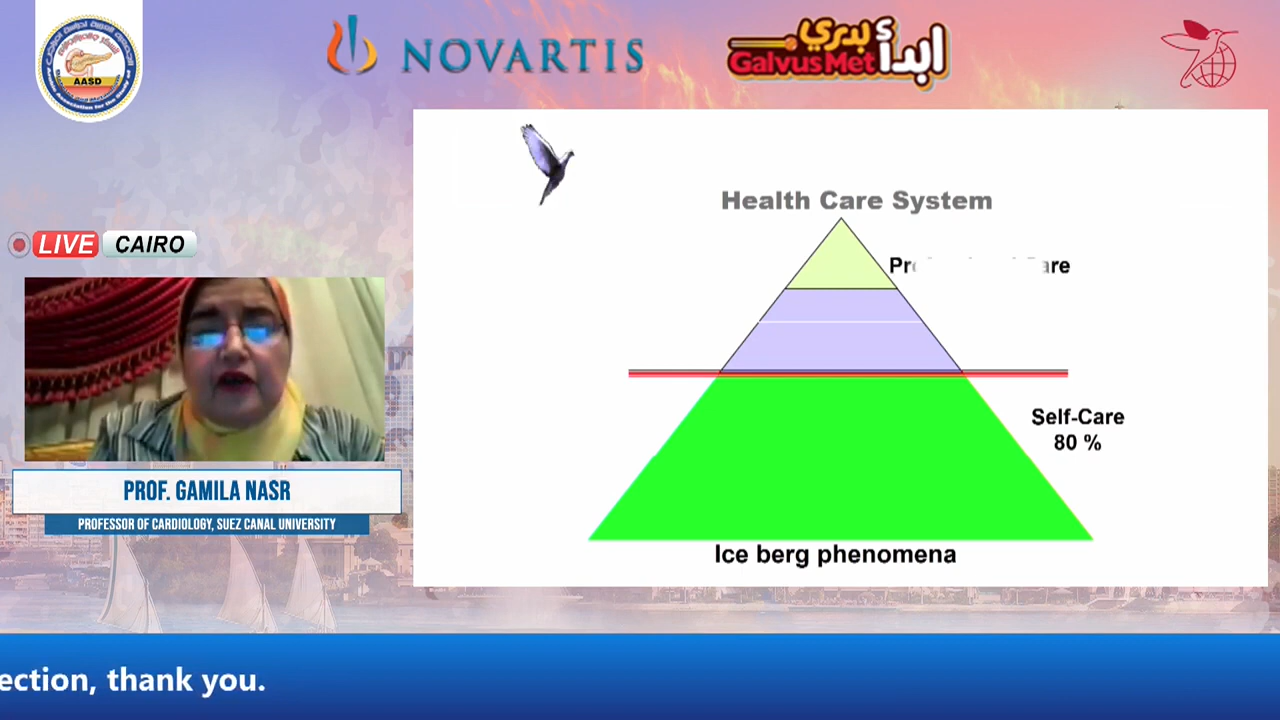 AASD
NOVARTIS
ابدأ بدري
GalvusMet
LIVE CAIRO
PROF. GAMILA NASR
PROFESSOR OF CARDIOLOGY, SUEZ CANAL UNIVERSITY
Health Care System
Self-Care
80 %
Ice berg phenomena
ection, thank you.